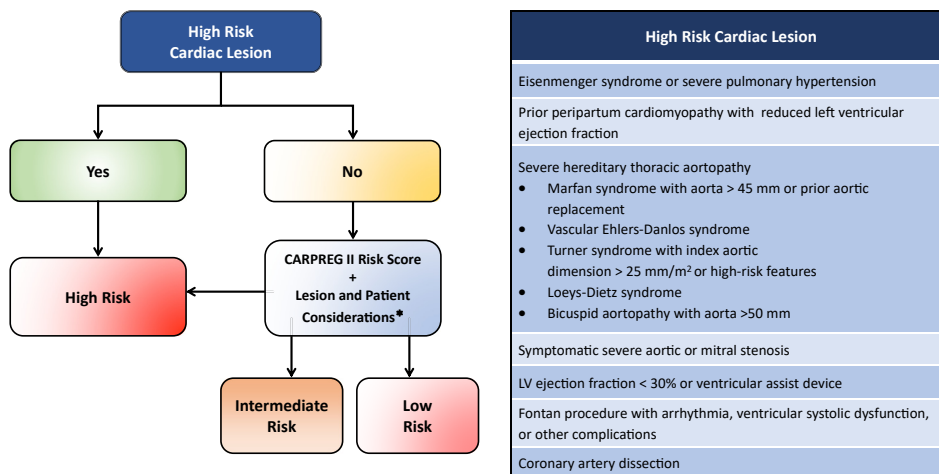 High Risk
Cardiac Lesion
Yes
No
High Risk
CARPREG II Risk Score
+
Lesion and Patient
Considerations*
Intermediate
Risk
Low
Risk
High Risk Cardiac Lesion
Eisenmenger syndrome or severe pulmonary hypertension
Prior peripartum cardiomyopathy with reduced left ventricular
ejection fraction
Severe hereditary thoracic aortopathy
• Marfan syndrome with aorta > 45 mm or prior aortic
replacement
• Vascular Ehlers-Danlos syndrome
• Turner syndrome with index aortic
dimension > 25 mm/m² or high-risk features
• Loeys-Dietz syndrome
• Bicuspid aortopathy with aorta >50 mm
Symptomatic severe aortic or mitral stenosis
LV ejection fraction < 30% or ventricular assist device
Fontan procedure with arrhythmia, ventricular systolic dysfunction,
or other complications
Coronary artery dissection